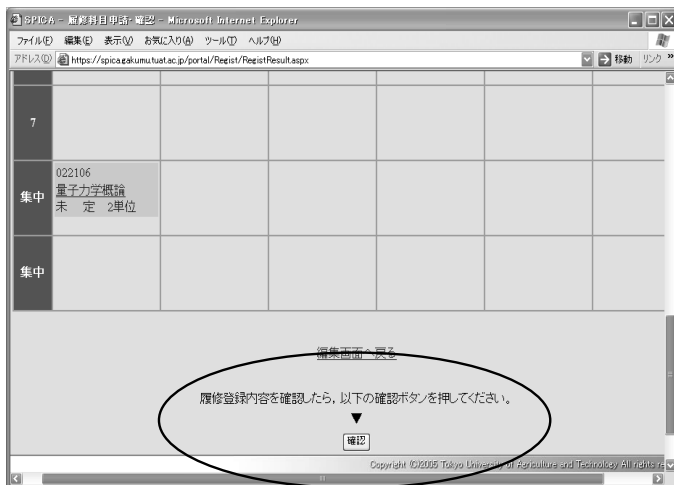 SPICA - 履修科目申請・確認 - Microsoft Internet Explorer
ファイル(F) 編集(E) 表示(V) お気に入り(A) ツール(T) ヘルプ(H)
アドレス(D) https://spica.gakumu.tuat.ac.jp/portal/Regist/RegistResult.aspx 移動 リンク »
7
022106
集中 量子力学概論
未 定 2単位
集中
編集画面へ戻る
履修登録内容を確認したら、以下の確認ボタンを押してください。
▼
確認
Copyright (C)2005 Tokyo University of Agriculture and Technology All rights re